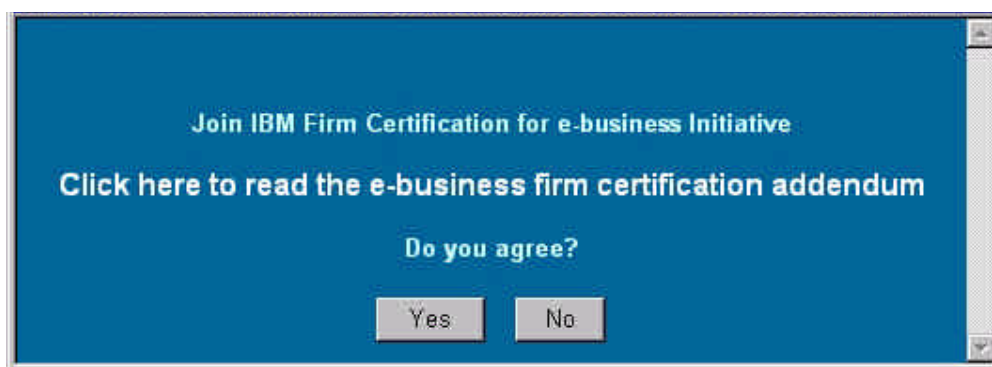 Join IBM Firm Certification for e-business Initiative
Click here to read the e-business firm certification addendum
Do you agree?
Yes No